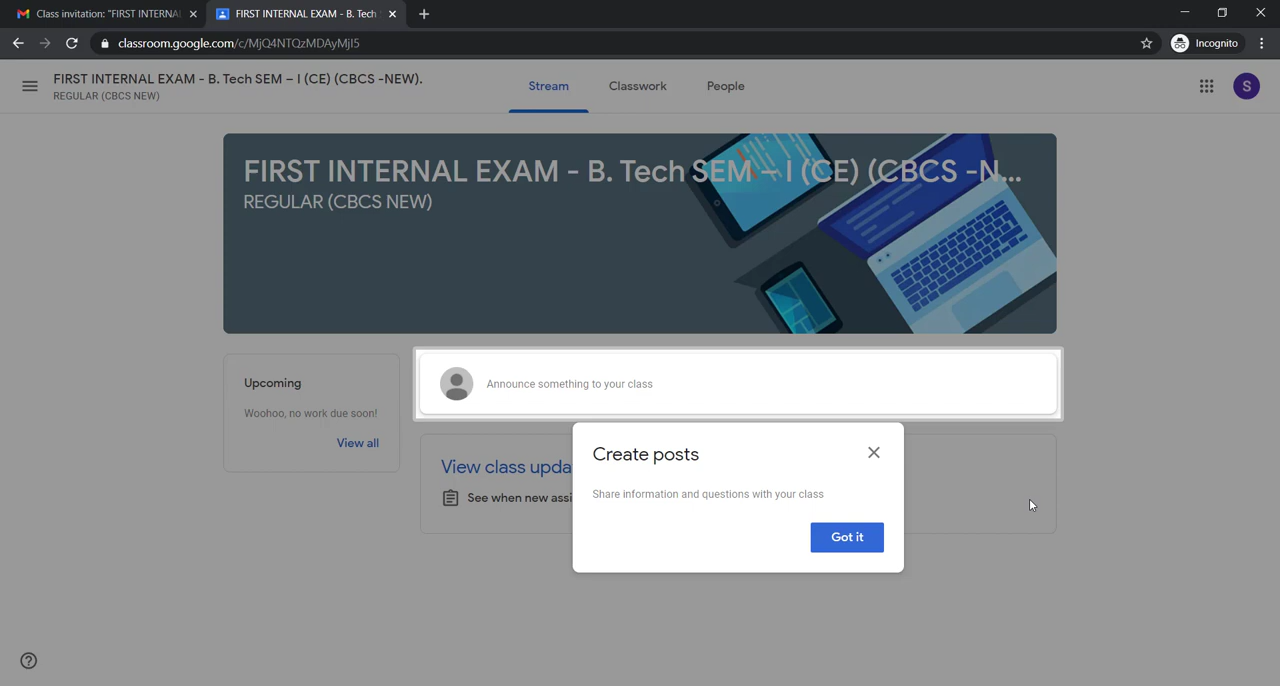 Class invitation: "FIRST INTERNA
FIRST INTERNAL EXAM - B. Tech
classroom.google.com/c/MjQ4NTQzMDAyMjI5
Incognito
FIRST INTERNAL EXAM - B. Tech SEM – I (CE) (CBCS -NEW).
REGULAR (CBCS NEW)
Stream
Classwork
People
S
FIRST INTERNAL EXAM - B. Tech SEM – I (CE) (CBCS -N...
REGULAR (CBCS NEW)
Upcoming
Woohoo, no work due soon!
View all
Announce something to your class
View class upda
See when new assi
Create posts
Share information and questions with your class
Got it